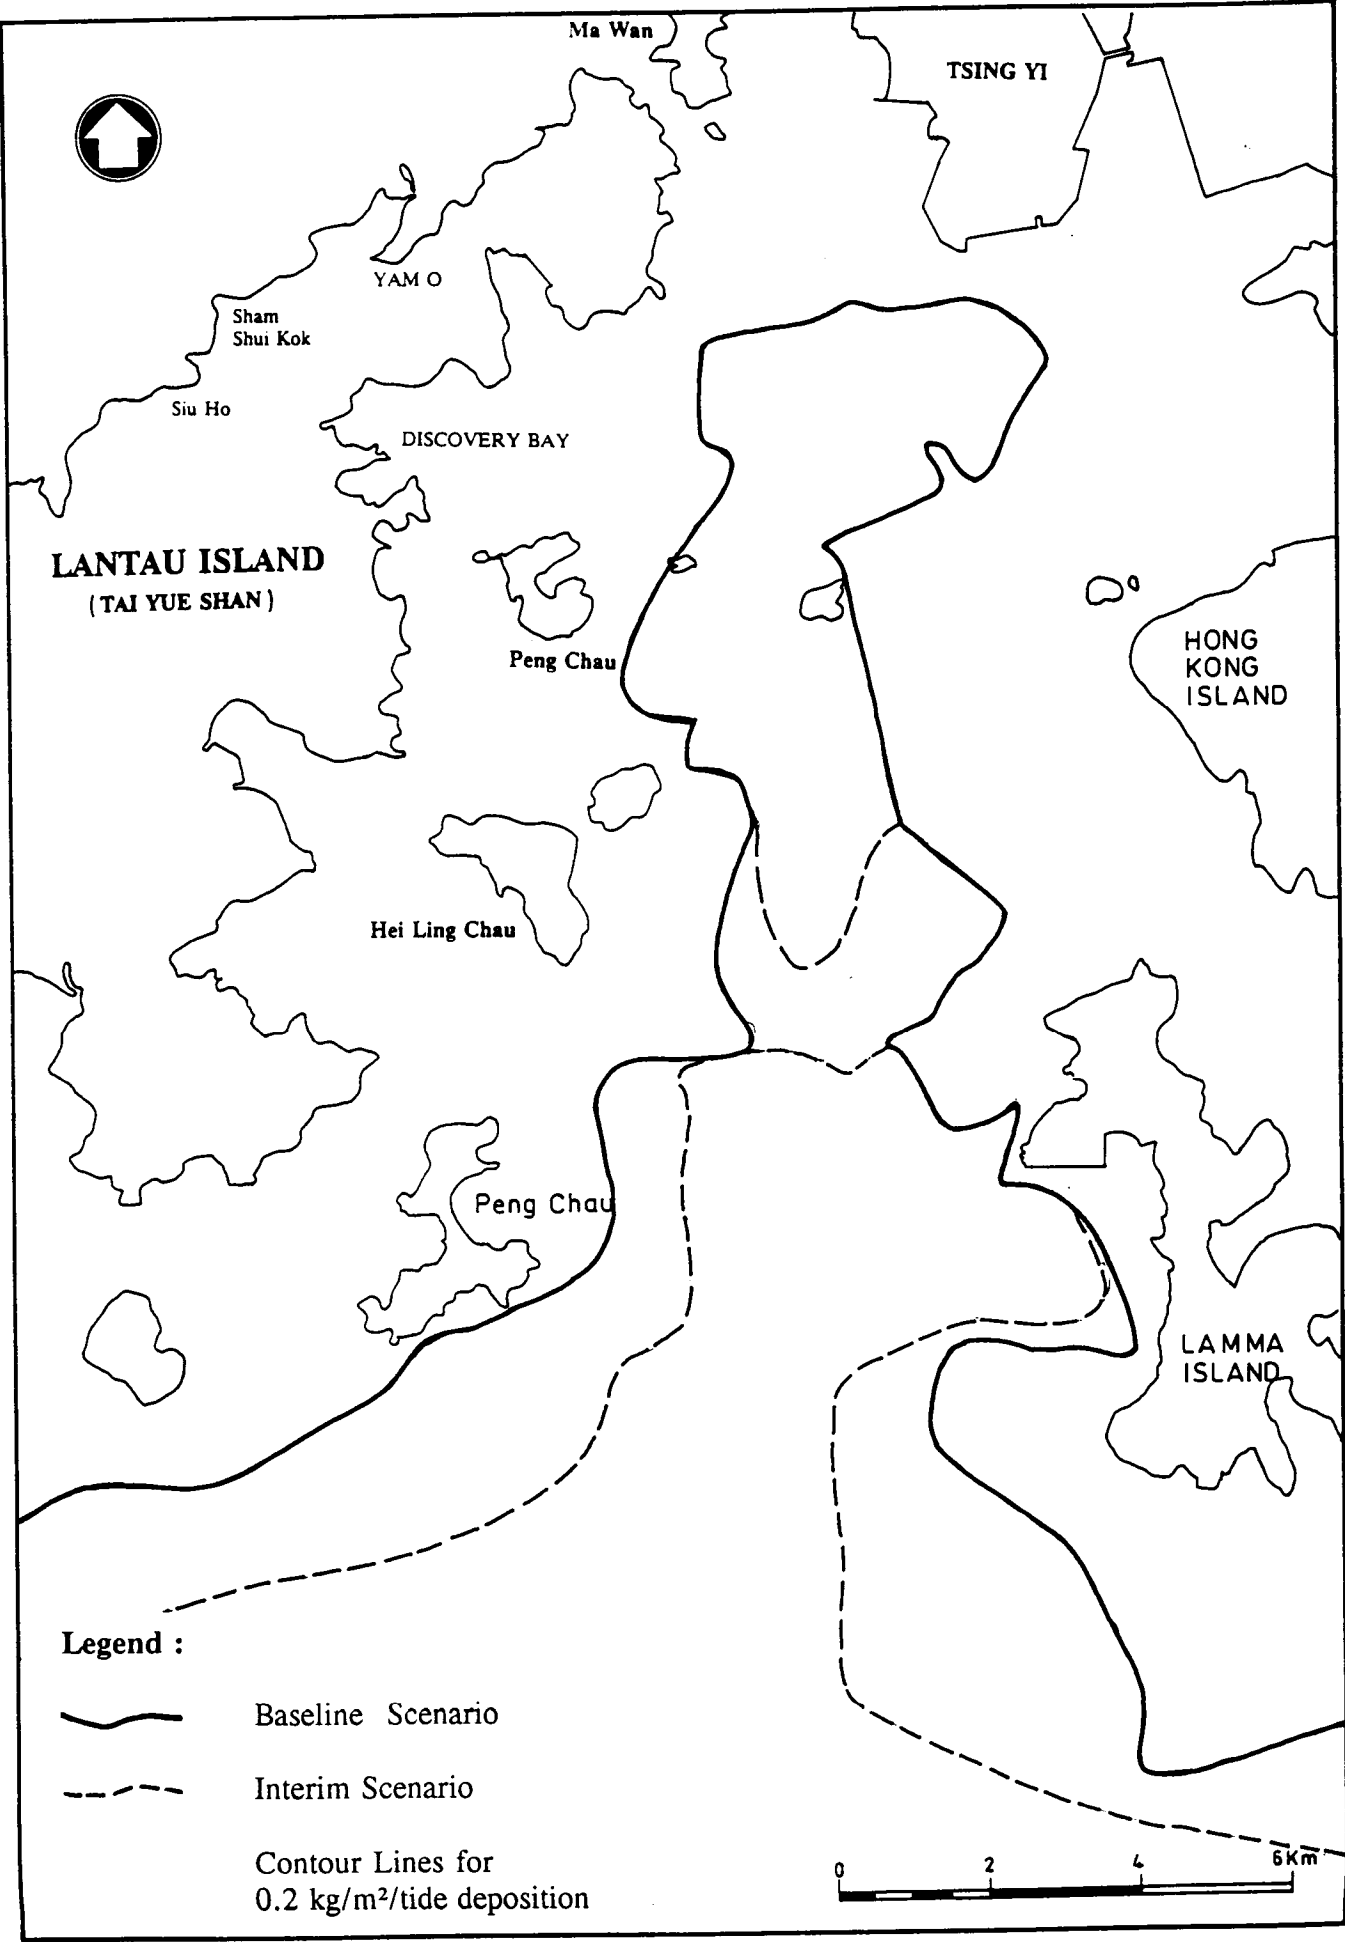 Ma Wan
TSING YI
YAM O
Sham
Shui Kok
Siu Ho
DISCOVERY BAY
LANTAU ISLAND
(TAI YUE SHAN)
Peng Chau
HONG
KONG
ISLAND
Hei Ling Chau
Peng Chau
LAMMA
ISLAND
Legend :
Baseline Scenario
Interim Scenario
Contour Lines for
0.2 kg/m²/tide deposition
0 2 4 6Km